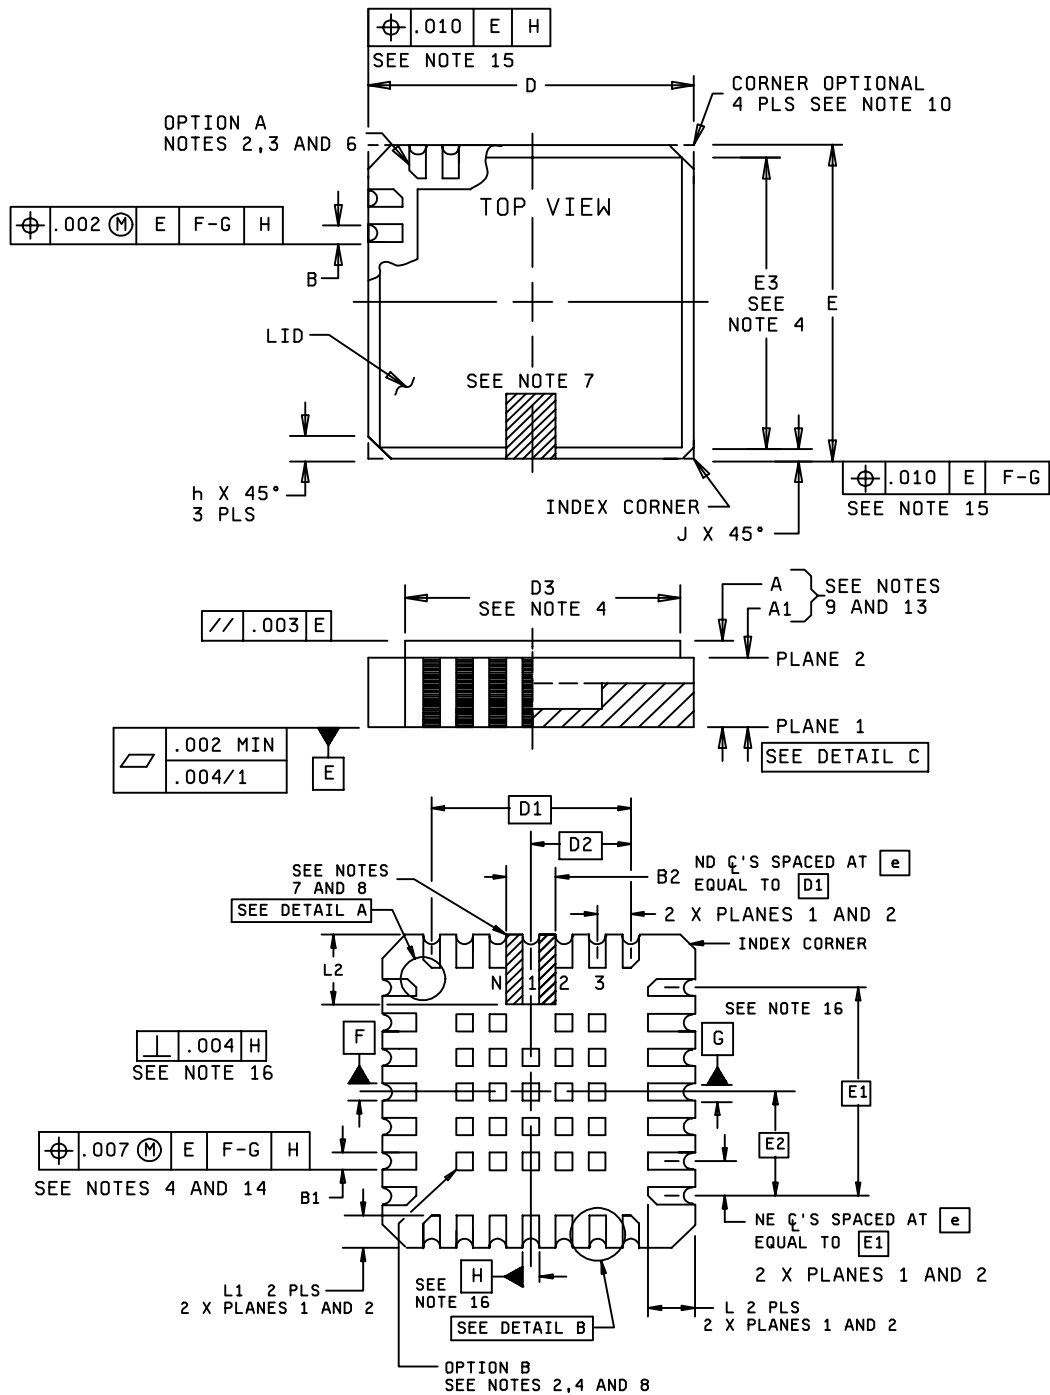 .010 E H
SEE NOTE 15
D
CORNER OPTIONAL
4 PLS SEE NOTE 10
OPTION A
NOTES 2,3 AND 6
TOP VIEW
.002 Ⓜ E F-G H
B
E3
SEE
NOTE 4
E
LID
SEE NOTE 7
h X 45°
3 PLS
INDEX CORNER
J X 45°
.010 E F-G
SEE NOTE 15
D3
SEE NOTE 4
A
A1
SEE NOTES
9 AND 13
// .003 E
PLANE 2
PLANE 1
SEE DETAIL C
.002 MIN
.004/1
E
D1
D2
SEE NOTES
7 AND 8
SEE DETAIL A
B2
ND ℄'S SPACED AT e
EQUAL TO D1
2 X PLANES 1 AND 2
INDEX CORNER
L2
N 1 2 3
SEE NOTE 16
F
G
⊥ .004 H
SEE NOTE 16
E1
E2
.007 Ⓜ E F-G H
SEE NOTES 4 AND 14
B1
NE ℄'S SPACED AT e
EQUAL TO E1
2 X PLANES 1 AND 2
L1 2 PLS
2 X PLANES 1 AND 2
SEE
NOTE 16
H
SEE DETAIL B
L 2 PLS
2 X PLANES 1 AND 2
OPTION B
SEE NOTES 2,4 AND 8